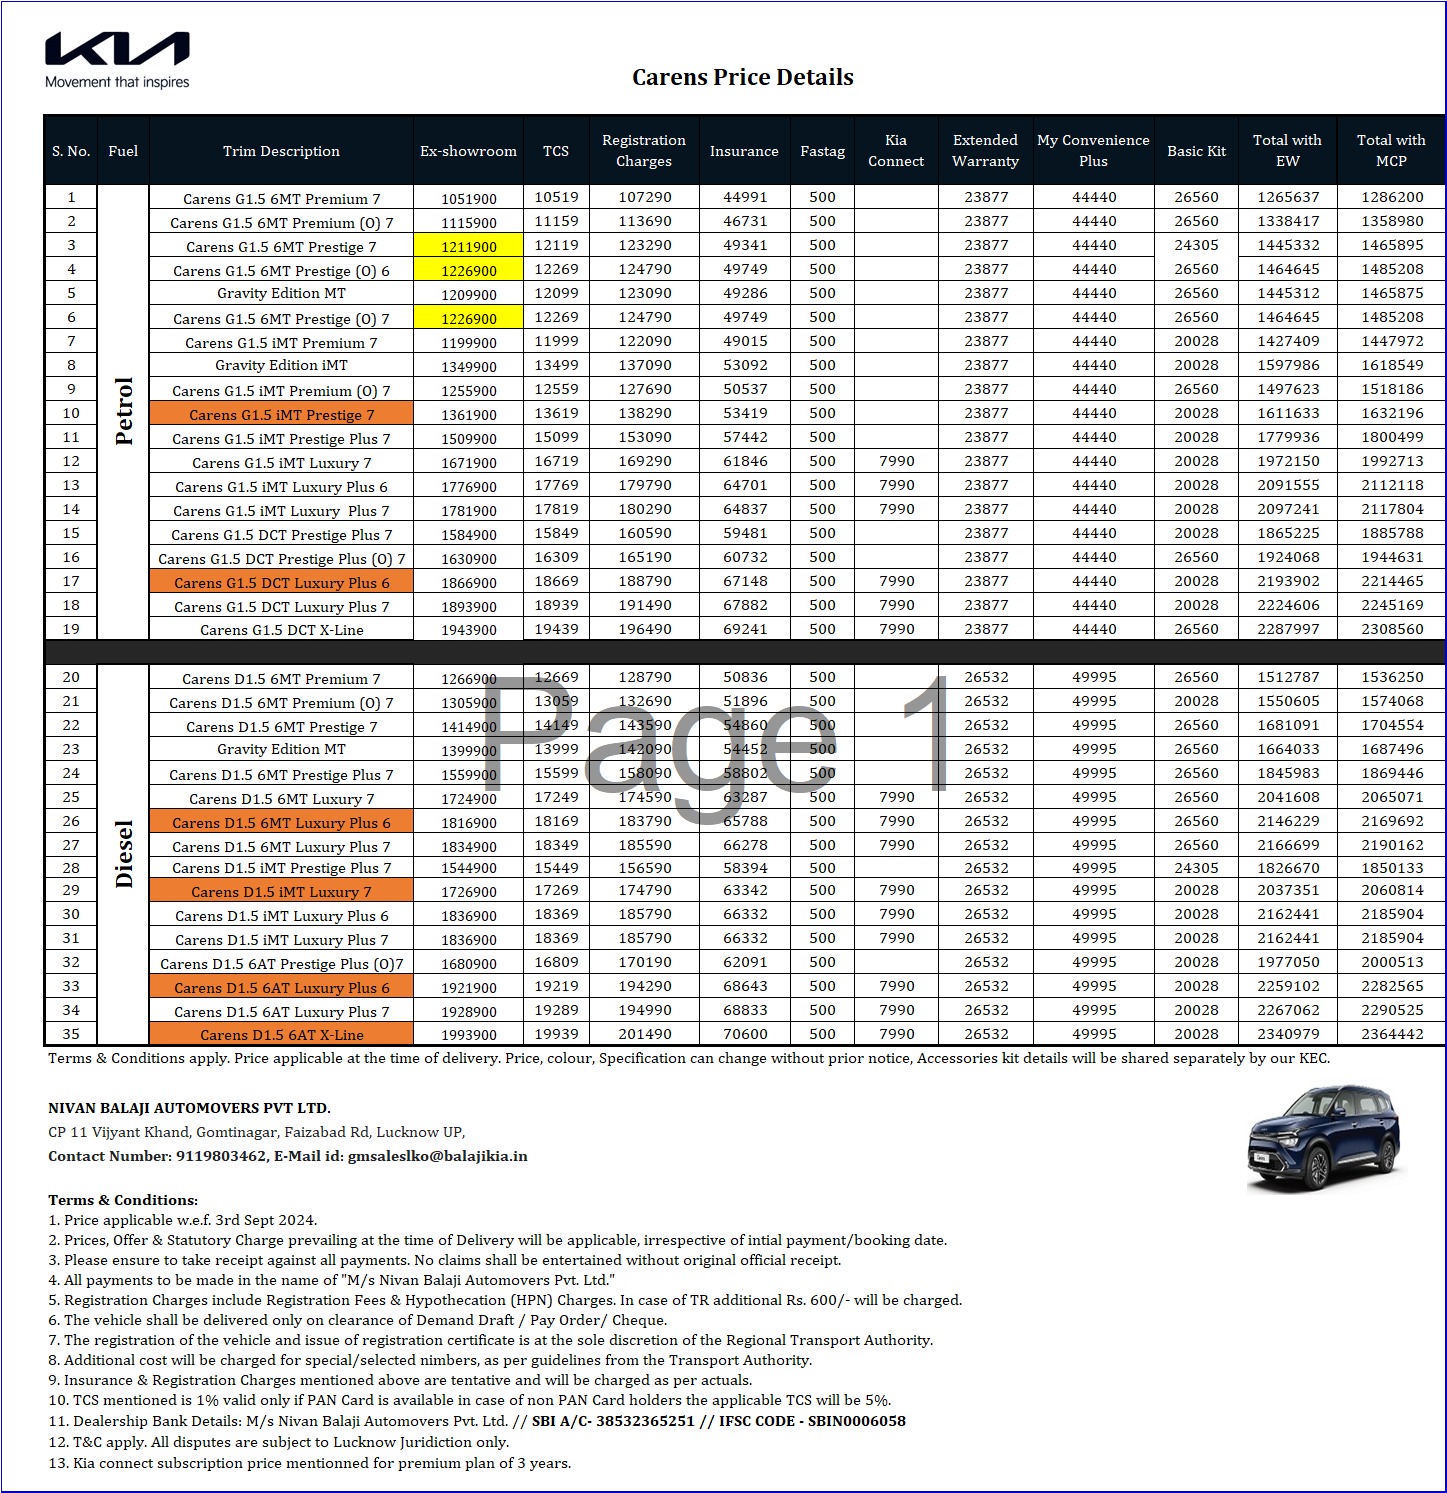 KIA
Movement that inspires
Carens Price Details
S. No. Fuel Trim Description Ex-showroom TCS Registration Charges Insurance Fastag Kia Connect Extended Warranty My Convenience Plus Basic Kit Total with EW Total with MCP
Petrol
1 Carens G1.5 6MT Premium 7 1051900 10519 107290 44991 500 23877 44440 26560 1265637 1286200
2 Carens G1.5 6MT Premium (O) 7 1115900 11159 113690 46731 500 23877 44440 26560 1338417 1358980
3 Carens G1.5 6MT Prestige 7 1211900 12119 123290 49341 500 23877 44440 24305 1445332 1465895
4 Carens G1.5 6MT Prestige (O) 6 1226900 12269 124790 49749 500 23877 44440 26560 1464645 1485208
5 Gravity Edition MT 1209900 12099 123090 49286 500 23877 44440 26560 1445312 1465875
6 Carens G1.5 6MT Prestige (O) 7 1226900 12269 124790 49749 500 23877 44440 26560 1464645 1485208
7 Carens G1.5 iMT Premium 7 1199900 11999 122090 49015 500 23877 44440 20028 1427409 1447972
8 Gravity Edition iMT 1349900 13499 137090 53092 500 23877 44440 20028 1597986 1618549
9 Carens G1.5 iMT Premium (O) 7 1255900 12559 127690 50537 500 23877 44440 26560 1497623 1518186
10 Carens G1.5 iMT Prestige 7 1361900 13619 138290 53419 500 23877 44440 20028 1611633 1632196
11 Carens G1.5 iMT Prestige Plus 7 1509900 15099 153090 57442 500 23877 44440 20028 1779936 1800499
12 Carens G1.5 iMT Luxury 7 1671900 16719 169290 61846 500 7990 23877 44440 20028 1972150 1992713
13 Carens G1.5 iMT Luxury Plus 6 1776900 17769 179790 64701 500 7990 23877 44440 20028 2091555 2112118
14 Carens G1.5 iMT Luxury Plus 7 1781900 17819 180290 64837 500 7990 23877 44440 20028 2097241 2117804
15 Carens G1.5 DCT Prestige Plus 7 1584900 15849 160590 59481 500 23877 44440 20028 1865225 1885788
16 Carens G1.5 DCT Prestige Plus (O) 7 1630900 16309 165190 60732 500 23877 44440 26560 1924068 1944631
17 Carens G1.5 DCT Luxury Plus 6 1866900 18669 188790 67148 500 7990 23877 44440 20028 2193902 2214465
18 Carens G1.5 DCT Luxury Plus 7 1893900 18939 191490 67882 500 7990 23877 44440 20028 2224606 2245169
19 Carens G1.5 DCT X-Line 1943900 19439 196490 69241 500 7990 23877 44440 26560 2287997 2308560
Diesel
20 Carens D1.5 6MT Premium 7 1266900 12669 128790 50836 500 26532 49995 26560 1512787 1536250
21 Carens D1.5 6MT Premium (O) 7 1305900 13059 132690 51896 500 26532 49995 20028 1550605 1574068
22 Carens D1.5 6MT Prestige 7 1414900 14149 143590 54860 500 26532 49995 26560 1681091 1704554
23 Gravity Edition MT 1399900 13999 142090 54452 500 26532 49995 26560 1664033 1687496
24 Carens D1.5 6MT Prestige Plus 7 1559900 15599 158090 58802 500 26532 49995 26560 1845983 1869446
25 Carens D1.5 6MT Luxury 7 1724900 17249 174590 63287 500 7990 26532 49995 26560 2041608 2065071
26 Carens D1.5 6MT Luxury Plus 6 1816900 18169 183790 65788 500 7990 26532 49995 26560 2146229 2169692
27 Carens D1.5 6MT Luxury Plus 7 1834900 18349 185590 66278 500 7990 26532 49995 26560 2166699 2190162
28 Carens D1.5 iMT Prestige Plus 7 1544900 15449 156590 58394 500 26532 49995 24305 1826670 1850133
29 Carens D1.5 iMT Luxury 7 1726900 17269 174790 63342 500 7990 26532 49995 20028 2037351 2060814
30 Carens D1.5 iMT Luxury Plus 6 1836900 18369 185790 66332 500 7990 26532 49995 20028 2162441 2185904
31 Carens D1.5 iMT Luxury Plus 7 1836900 18369 185790 66332 500 7990 26532 49995 20028 2162441 2185904
32 Carens D1.5 6AT Prestige Plus (O)7 1680900 16809 170190 62091 500 26532 49995 20028 1977050 2000513
33 Carens D1.5 6AT Luxury Plus 6 1921900 19219 194290 68643 500 7990 26532 49995 20028 2259102 2282565
34 Carens D1.5 6AT Luxury Plus 7 1928900 19289 194990 68833 500 7990 26532 49995 20028 2267062 2290525
35 Carens D1.5 6AT X-Line 1993900 19939 201490 70600 500 7990 26532 49995 20028 2340979 2364442
Page 1
Terms & Conditions apply. Price applicable at the time of delivery. Price, colour, Specification can change without prior notice, Accessories kit details will be shared separately by our KEC.
NIVAN BALAJI AUTOMOVERS PVT LTD.
CP 11 Vijyant Khand, Gomtinagar, Faizabad Rd, Lucknow UP,
Contact Number: 9119803462, E-Mail id: gmsaleslko@balajikia.in
Terms & Conditions:
1. Price applicable w.e.f. 3rd Sept 2024.
2. Prices, Offer & Statutory Charge prevailing at the time of Delivery will be applicable, irrespective of intial payment/booking date.
3. Please ensure to take receipt against all payments. No claims shall be entertained without original official receipt.
4. All payments to be made in the name of "M/s Nivan Balaji Automovers Pvt. Ltd."
5. Registration Charges include Registration Fees & Hypothecation (HPN) Charges. In case of TR additional Rs. 600/- will be charged.
6. The vehicle shall be delivered only on clearance of Demand Draft / Pay Order/ Cheque.
7. The registration of the vehicle and issue of registration certificate is at the sole discretion of the Regional Transport Authority.
8. Additional cost will be charged for special/selected nimbers, as per guidelines from the Transport Authority.
9. Insurance & Registration Charges mentioned above are tentative and will be charged as per actuals.
10. TCS mentioned is 1% valid only if PAN Card is available in case of non PAN Card holders the applicable TCS will be 5%.
11. Dealership Bank Details: M/s Nivan Balaji Automovers Pvt. Ltd. // SBI A/C- 38532365251 // IFSC CODE - SBIN0006058
12. T&C apply. All disputes are subject to Lucknow Juridiction only.
13. Kia connect subscription price mentionned for premium plan of 3 years.